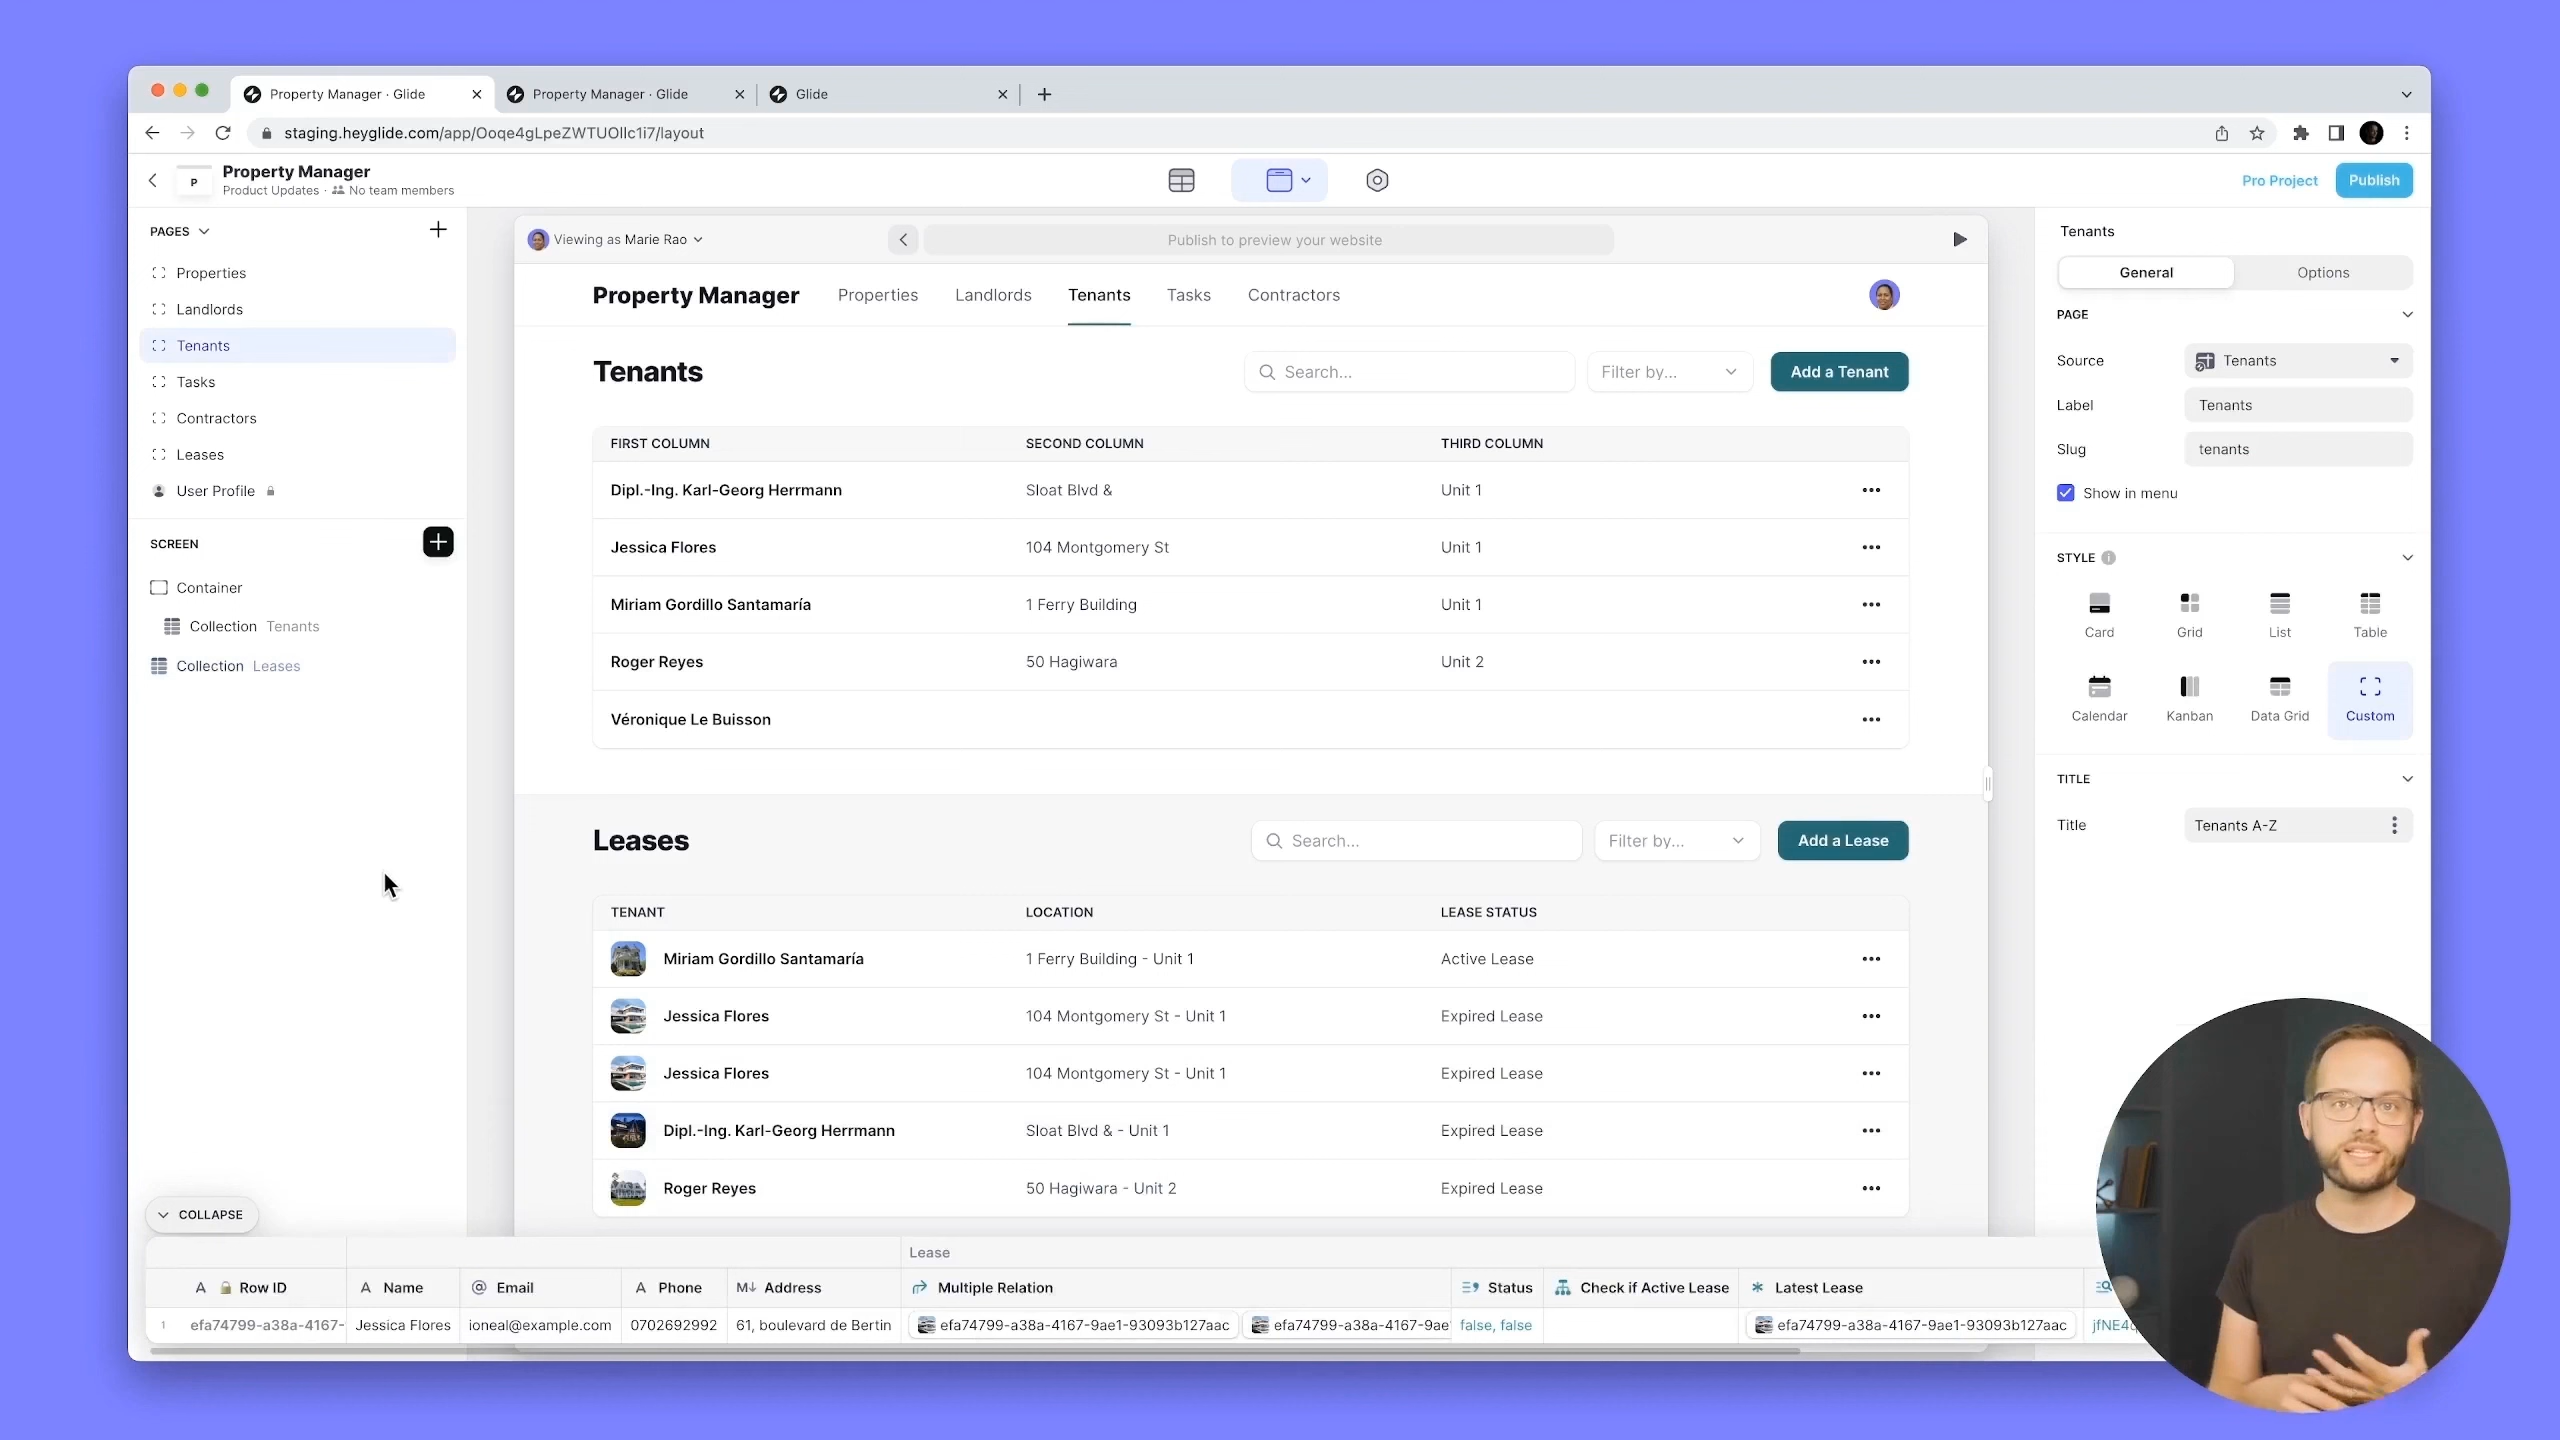 Property Manager · Glide
Property Manager · Glide
Glide
staging.heyglide.com/app/Ooqe4gLpeZWTUOllc1i7/layout
P
Property Manager
Product Updates · No team members
Pro Project
Publish
PAGES
Properties
Landlords
Tenants
Tasks
Contractors
Leases
User Profile
SCREEN
Container
Collection Tenants
Collection Leases
COLLAPSE
Viewing as Marie Rao
Publish to preview your website
Property Manager
Properties
Landlords
Tenants
Tasks
Contractors
Tenants
Search...
Filter by...
Add a Tenant
FIRST COLUMN SECOND COLUMN THIRD COLUMN
Dipl.-Ing. Karl-Georg Herrmann Sloat Blvd & Unit 1
Jessica Flores 104 Montgomery St Unit 1
Miriam Gordillo Santamaría 1 Ferry Building Unit 1
Roger Reyes 50 Hagiwara Unit 2
Véronique Le Buisson
Leases
Search...
Filter by...
Add a Lease
TENANT LOCATION LEASE STATUS
Miriam Gordillo Santamaría 1 Ferry Building - Unit 1 Active Lease
Jessica Flores 104 Montgomery St - Unit 1 Expired Lease
Jessica Flores 104 Montgomery St - Unit 1 Expired Lease
Dipl.-Ing. Karl-Georg Herrmann Sloat Blvd & - Unit 1 Expired Lease
Roger Reyes 50 Hagiwara - Unit 2 Expired Lease
Tenants
General
Options
PAGE
Source Tenants
Label Tenants
Slug tenants
Show in menu
STYLE
Card
Grid
List
Table
Calendar
Kanban
Data Grid
Custom
TITLE
Title Tenants A-Z
Lease
Row ID Name Email Phone Address Multiple Relation Status Check if Active Lease Latest Lease
1 efa74799-a38a-4167- Jessica Flores ioneal@example.com 0702692992 61, boulevard de Bertin efa74799-a38a-4167-9ae1-93093b127aac efa74799-a38a-4167-9ae false, false efa74799-a38a-4167-9ae1-93093b127aac